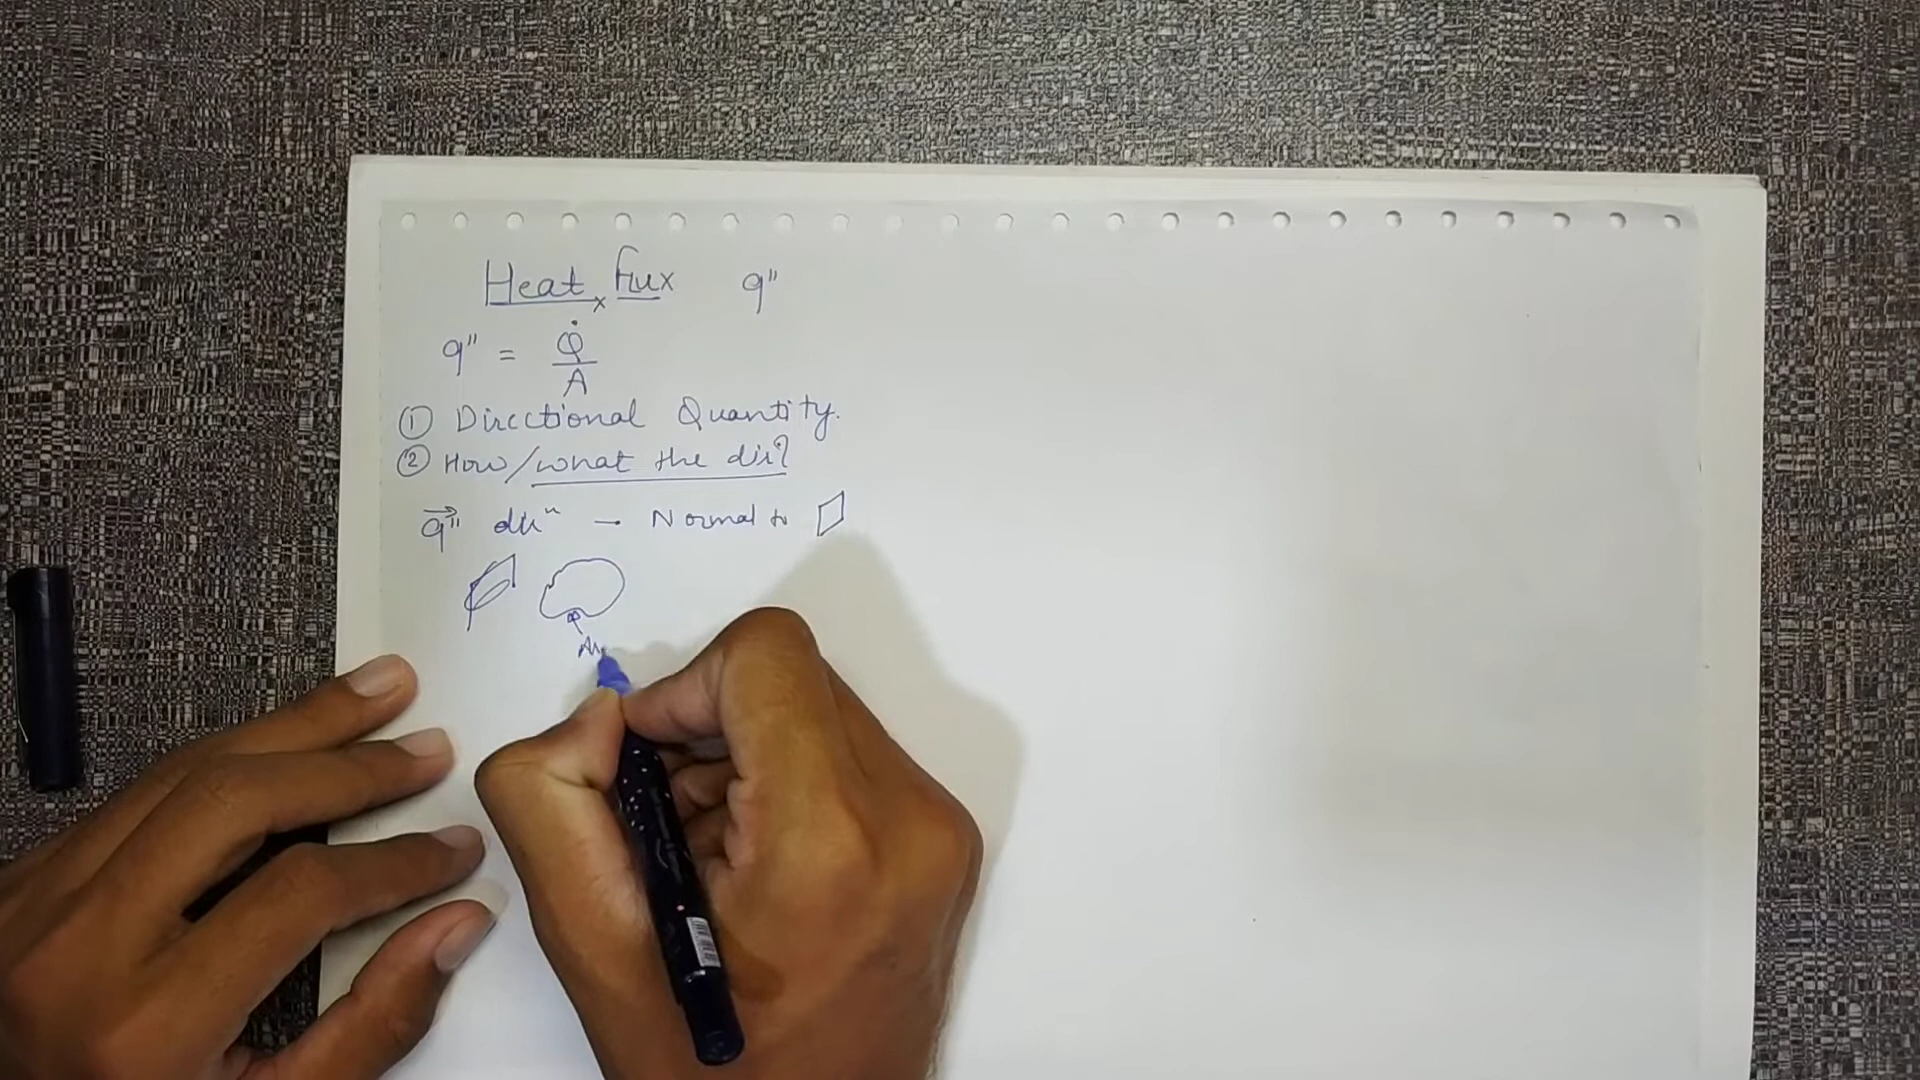 Heat Flux q"
q" = Q̇ / A
① Directional Quantity.
② How/what the dir?
q⃗" dirⁿ – Normal to